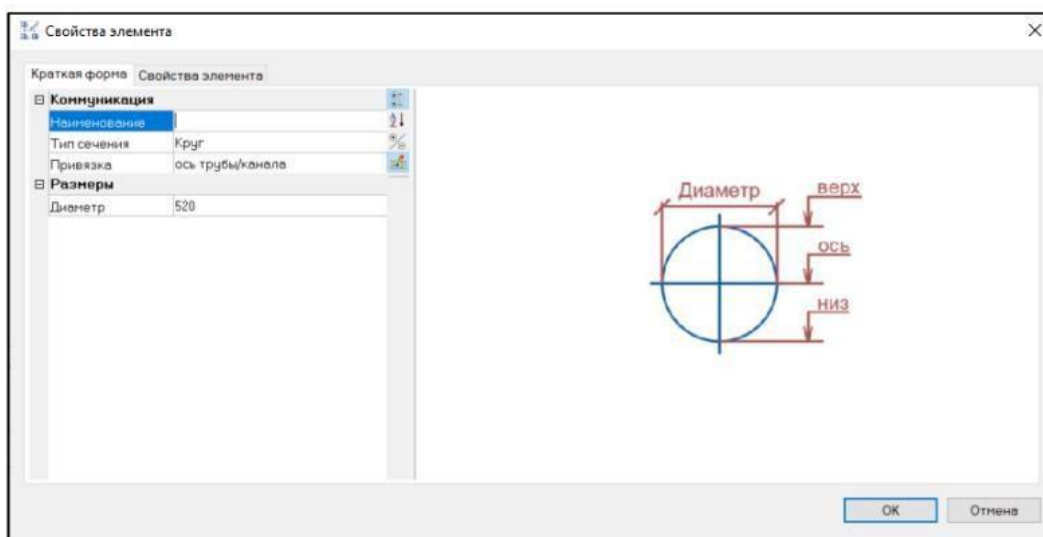 Свойства элемента
Краткая форма Свойства элемента
Коммуникация
Наименование
Тип сечения Круг
Привязка ось трубы/канала
Размеры
Диаметр 520
Диаметр
верх
ось
низ
ОК Отмена